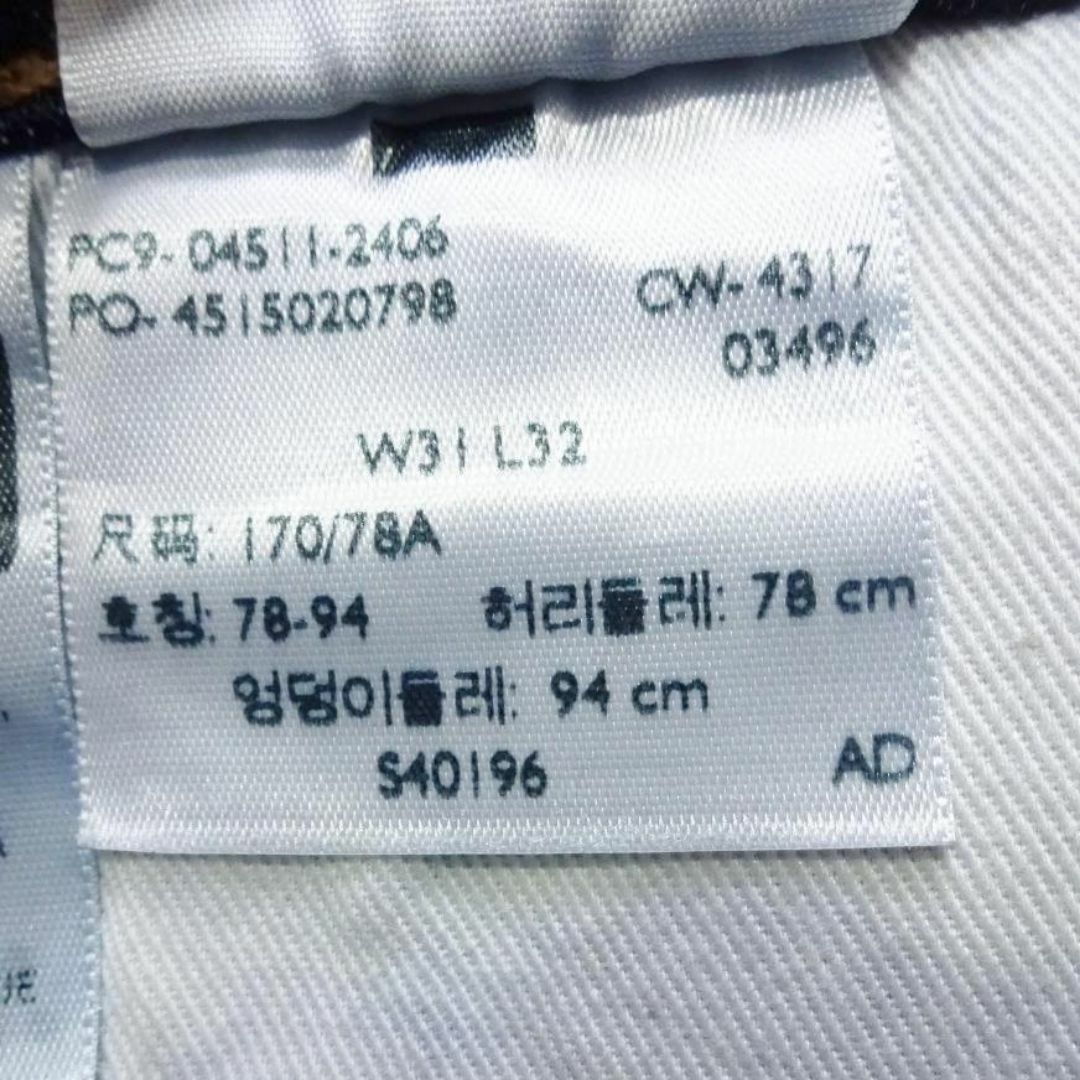 PC9- 04511-2406
PO- 4515020798
CW- 4317
03496
W31 L32
尺码: 170/78A
호칭: 78-94 허리둘레: 78 cm
엉덩이둘레: 94 cm
S40196
AD